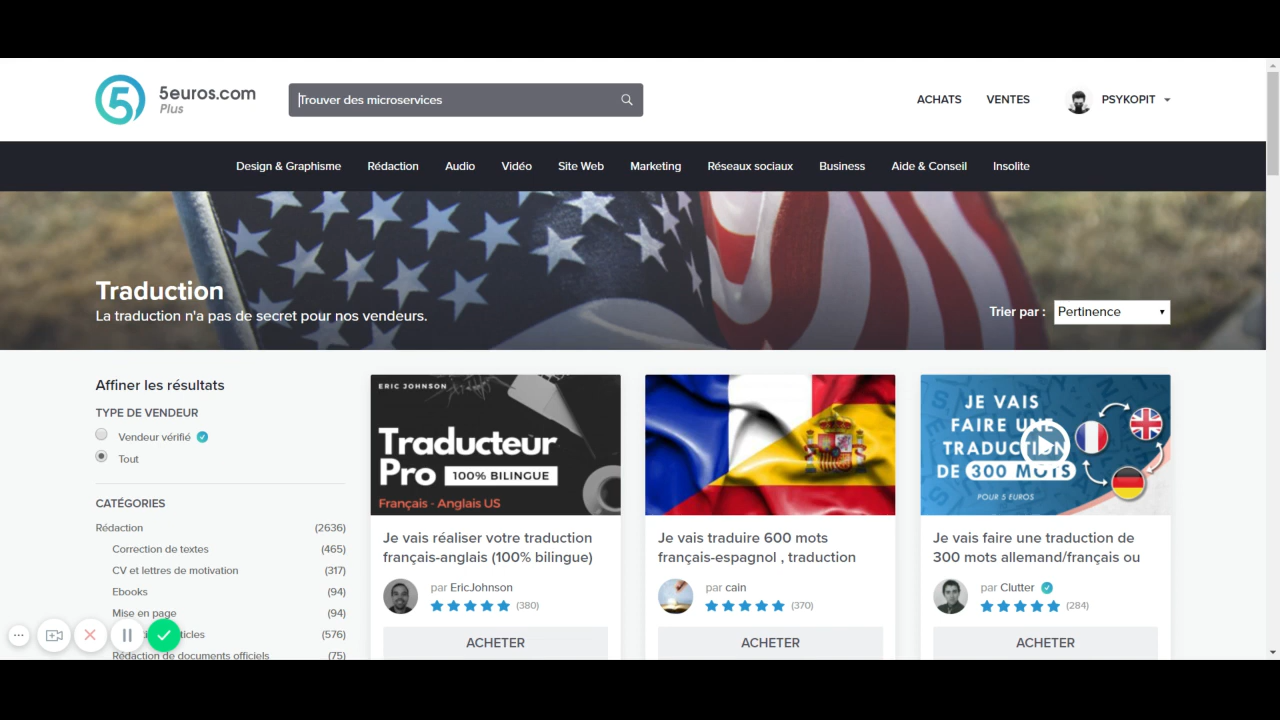 5euros.com
Plus
Trouver des microservices
ACHATS
VENTES
PSYKOPIT
Design & Graphisme
Rédaction
Audio
Vidéo
Site Web
Marketing
Réseaux sociaux
Business
Aide & Conseil
Insolite
Traduction
La traduction n'a pas de secret pour nos vendeurs.
Trier par :
Pertinence
Affiner les résultats
TYPE DE VENDEUR
Vendeur vérifié
Tout
CATÉGORIES
Rédaction (2636)
Correction de textes (465)
CV et lettres de motivation (317)
Ebooks (94)
Mise en page (94)
(576)
Rédaction de documents officiels (75)
ERIC JOHNSON
Traducteur
Pro 100% BILINGUE
Français - Anglais US
Je vais réaliser votre traduction
français-anglais (100% bilingue)
par EricJohnson
(380)
ACHETER
Je vais traduire 600 mots
français-espagnol , traduction
par cain
(370)
ACHETER
JE VAIS
FAIRE UNE
TRADUCTION
DE 300 MOTS
POUR 5 EUROS
Je vais faire une traduction de
300 mots allemand/français ou
par Clutter
(284)
ACHETER